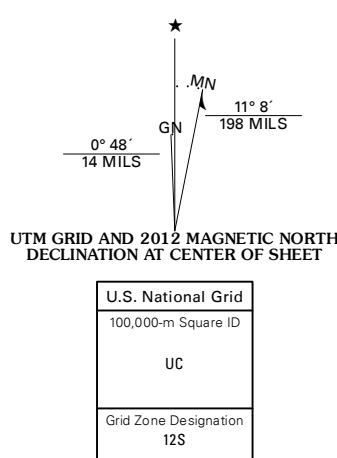 ★
MN
11° 8´
198 MILS
GN
0° 48´
14 MILS
UTM GRID AND 2012 MAGNETIC NORTH
DECLINATION AT CENTER OF SHEET
U.S. National Grid
100,000-m Square ID
UC
Grid Zone Designation
12S